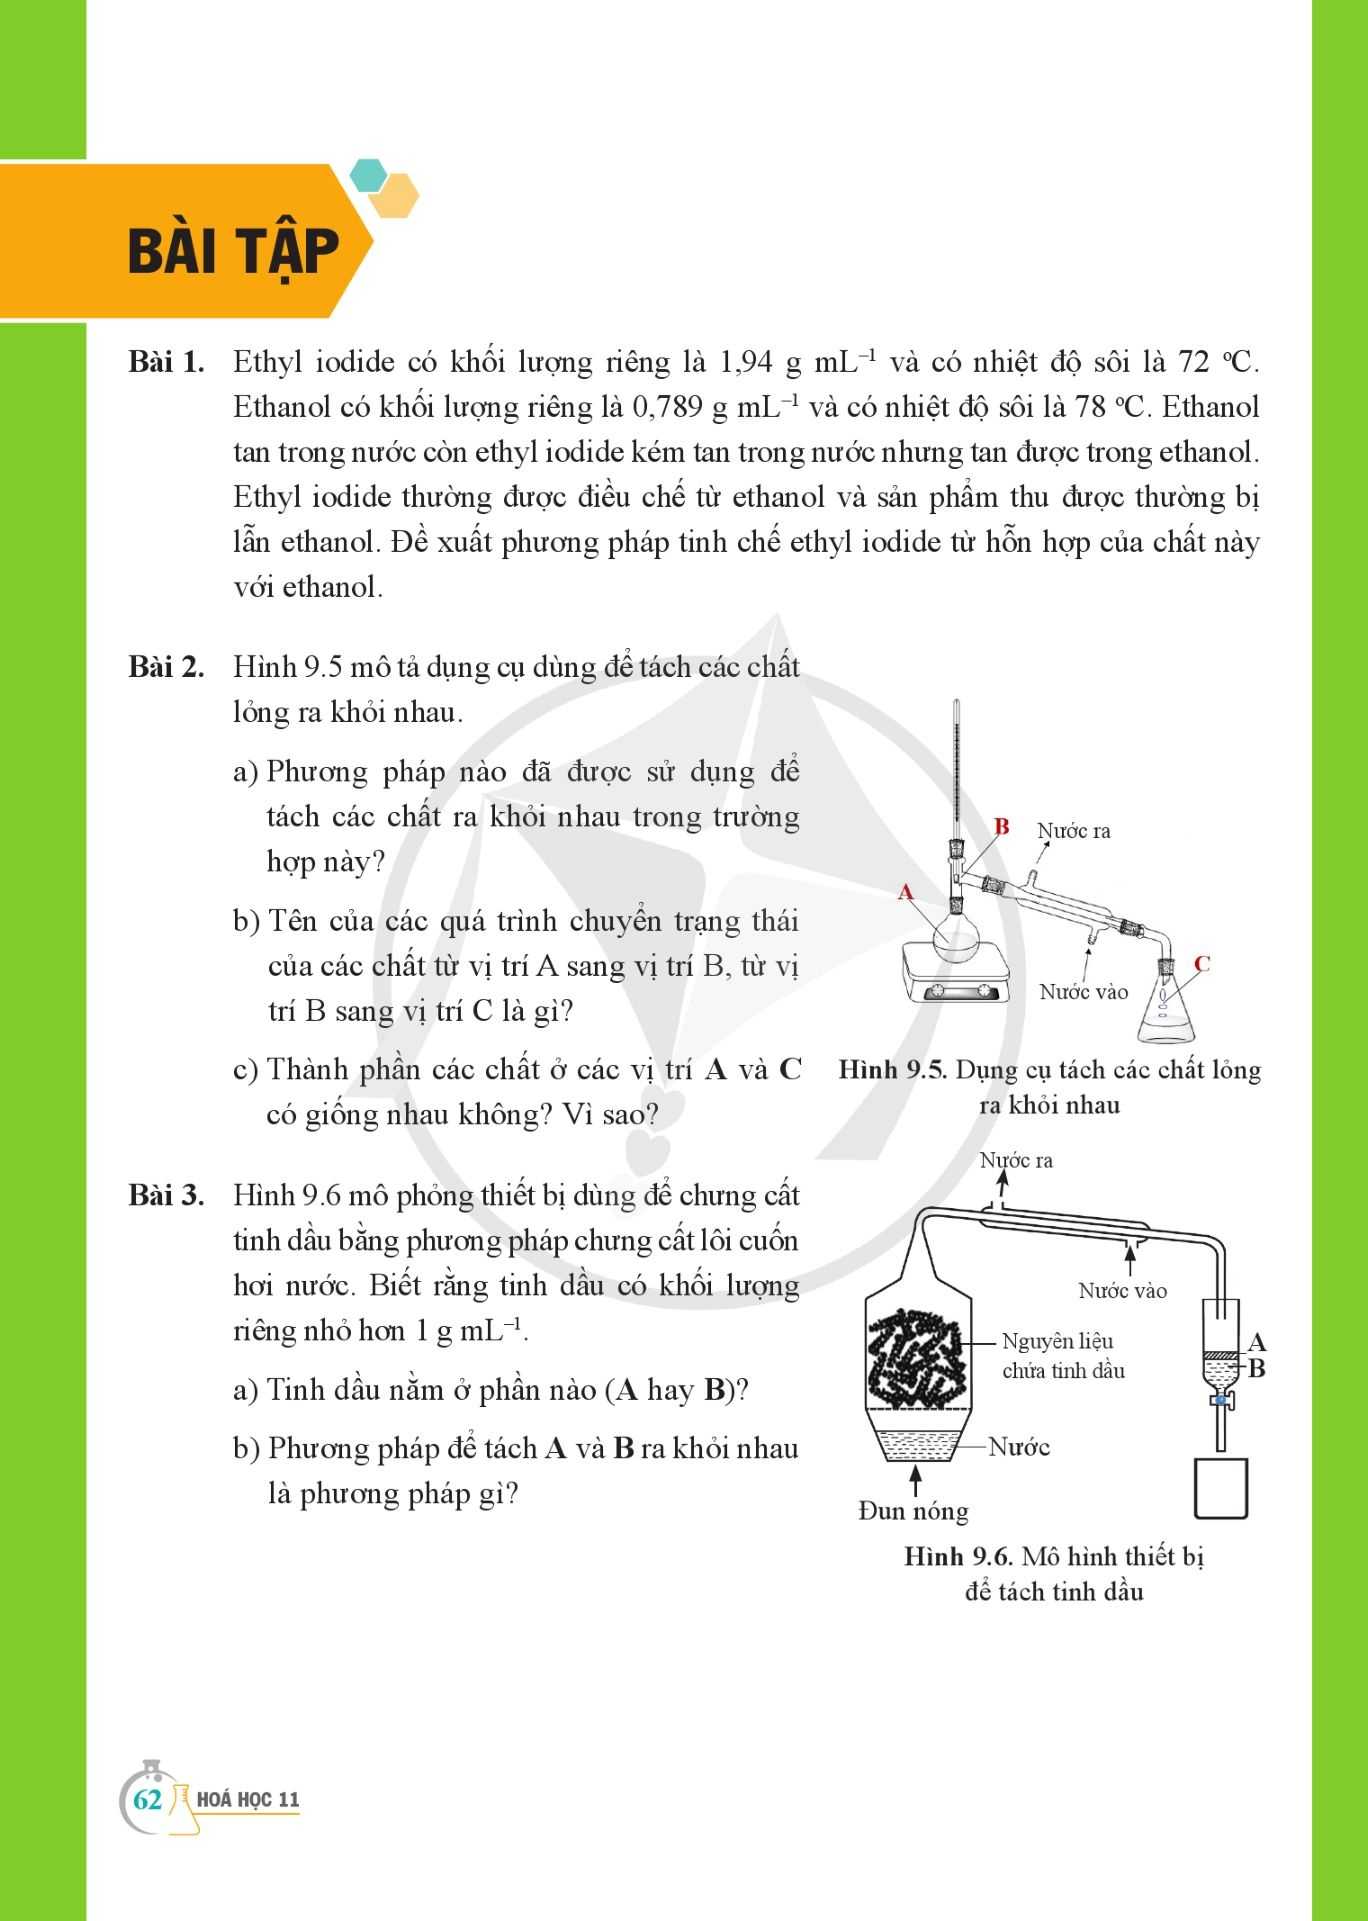 BÀI TẬP
Bài 1. Ethyl iodide có khối lượng riêng là 1,94 g mL⁻¹ và có nhiệt độ sôi là 72 °C.
Ethanol có khối lượng riêng là 0,789 g mL⁻¹ và có nhiệt độ sôi là 78 °C. Ethanol
tan trong nước còn ethyl iodide kém tan trong nước nhưng tan được trong ethanol.
Ethyl iodide thường được điều chế từ ethanol và sản phẩm thu được thường bị
lẫn ethanol. Đề xuất phương pháp tinh chế ethyl iodide từ hỗn hợp của chất này
với ethanol.
Bài 2. Hình 9.5 mô tả dụng cụ dùng để tách các chất
lỏng ra khỏi nhau.
a) Phương pháp nào đã được sử dụng để
tách các chất ra khỏi nhau trong trường
hợp này?
b) Tên của các quá trình chuyển trạng thái
của các chất từ vị trí A sang vị trí B, từ vị
trí B sang vị trí C là gì?
c) Thành phần các chất ở các vị trí A và C
có giống nhau không? Vì sao?
B
Nước ra
A
C
Nước vào
Hình 9.5. Dụng cụ tách các chất lỏng
ra khỏi nhau
Bài 3. Hình 9.6 mô phỏng thiết bị dùng để chưng cất
tinh dầu bằng phương pháp chưng cất lôi cuốn
hơi nước. Biết rằng tinh dầu có khối lượng
riêng nhỏ hơn 1 g mL⁻¹.
a) Tinh dầu nằm ở phần nào (A hay B)?
b) Phương pháp để tách A và B ra khỏi nhau
là phương pháp gì?
Nước ra
Nước vào
Nguyên liệu
chứa tinh dầu
A
B
Nước
Đun nóng
Hình 9.6. Mô hình thiết bị
để tách tinh dầu
62 HOÁ HỌC 11